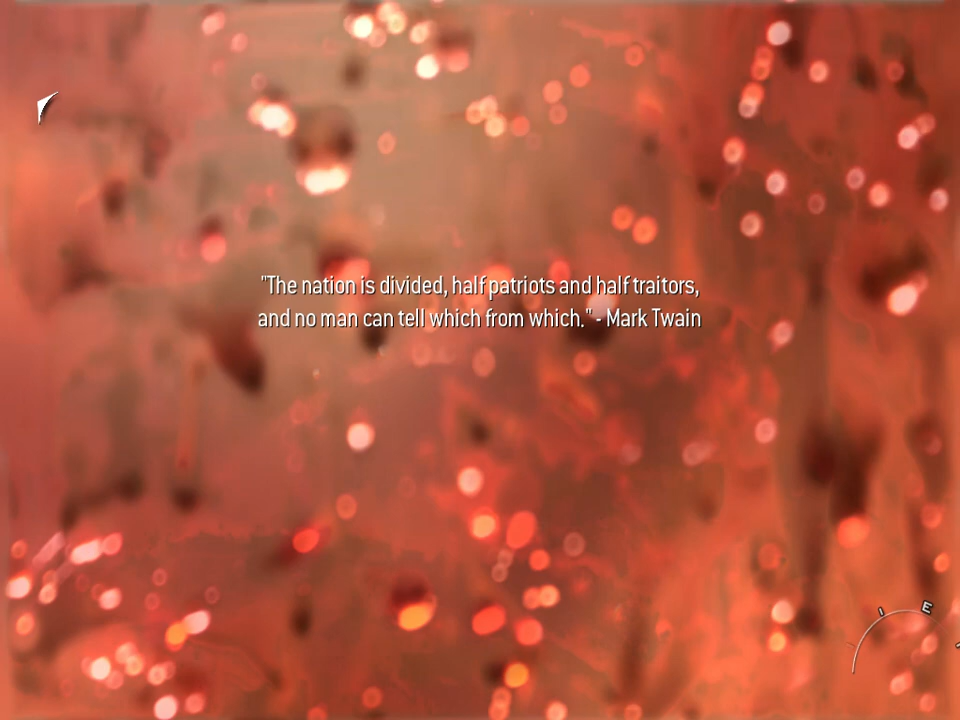 "The nation is divided, half patriots and half traitors,
and no man can tell which from which." - Mark Twain
E